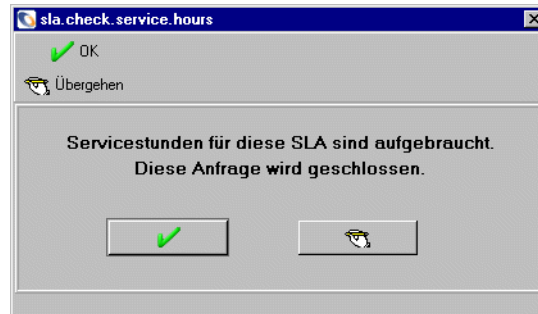 sla.check.service.hours
OK
Übergehen
Servicestunden für diese SLA sind aufgebraucht.
Diese Anfrage wird geschlossen.